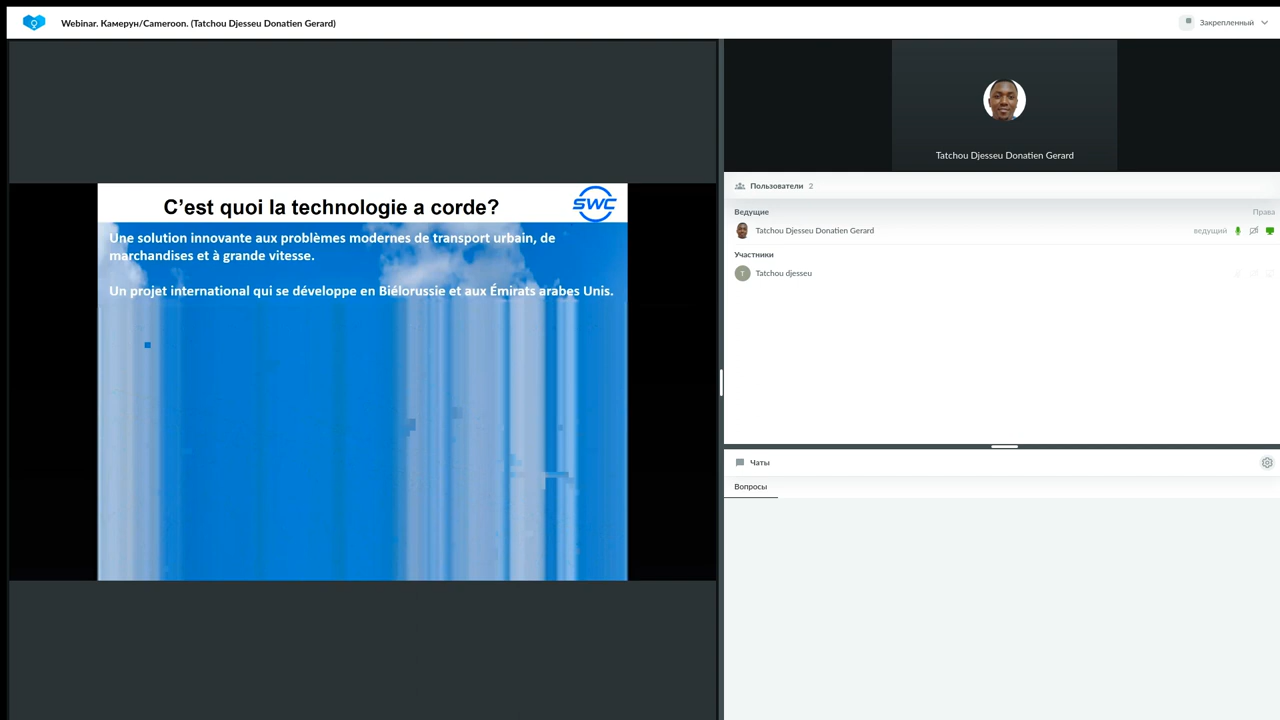 Webinar. Камерун/Cameroon. (Tatchou Djesseu Donatien Gerard)
Закрепленный
C’est quoi la technologie a corde?
SWC
Une solution innovante aux problèmes modernes de transport urbain, de
marchandises et à grande vitesse.
Un projet international qui se développe en Biélorussie et aux Émirats arabes Unis.
Tatchou Djesseu Donatien Gerard
Пользователи 2
Ведущие Права
Tatchou Djesseu Donatien Gerard ведущий
Участники
T Tatchou djesseu
Чаты
Вопросы